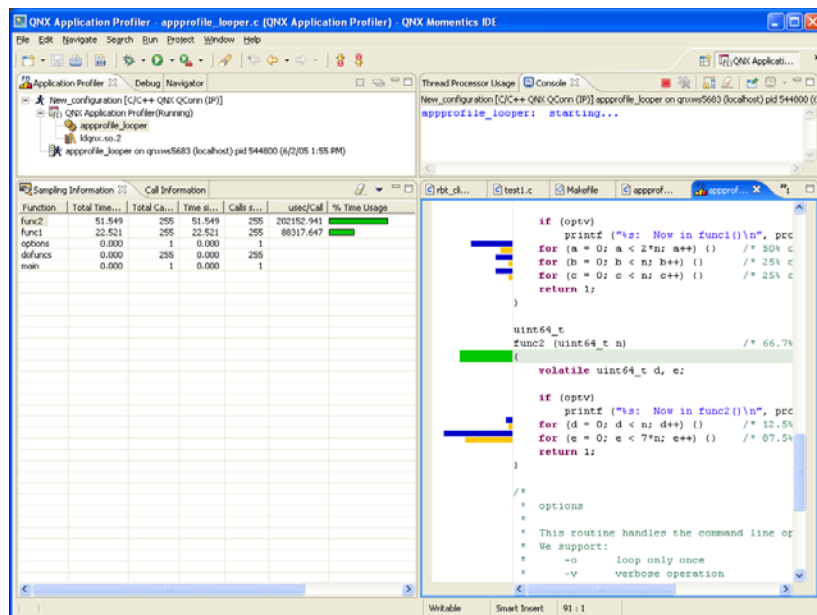 QNX Application Profiler - appprofile_looper.c (QNX Application Profiler) - QNX Momentics IDE
File Edit Navigate Search Run Project Window Help
QNX Applicati...
Application Profiler Debug Navigator
New_configuration [C/C++ QNX QConn (IP)]
QNX Application Profiler(Running)
appprofile_looper
ldqnx.so.2
appprofile_looper on qnxws5683 (localhost) pid 544800 (6/2/05 1:55 PM)
Thread Processor Usage Console
New_configuration [C/C++ QNX QConn (IP)] appprofile_looper on qnxws5683 (localhost) pid 544800 (
appprofile_looper: starting...
Sampling Information Call Information
Function Total Time... Total Ca... Time si... Calls s... usec/Call % Time Usage
func2 51.549 255 51.549 255 202152.941
func1 22.521 255 22.521 255 88317.647
options 0.000 1 0.000 1
dofuncs 0.000 255 0.000 255
main 0.000 1 0.000 1
rbt_cli... test1.c Makefile appprof... appprof... »1
if (optv)
printf ("%s: Now in func1()\n", pro
for (a = 0; a < 2*n; a++) {} /* 50% c
for (b = 0; b < n; b++) {} /* 25% c
for (c = 0; c < n; c++) {} /* 25% c
return 1;
}
uint64_t
func2 (uint64_t n) /* 66.7%
{
volatile uint64_t d, e;
if (optv)
printf ("%s: Now in func2()\n", pro
for (d = 0; d < n; d++) {} /* 12.5%
for (e = 0; e < 7*n; e++) {} /* 87.5%
return 1;
}
/*
* options
*
* This routine handles the command line op
* We support:
* -o loop only once
* -v verbose operation
Writable Smart Insert 91 : 1